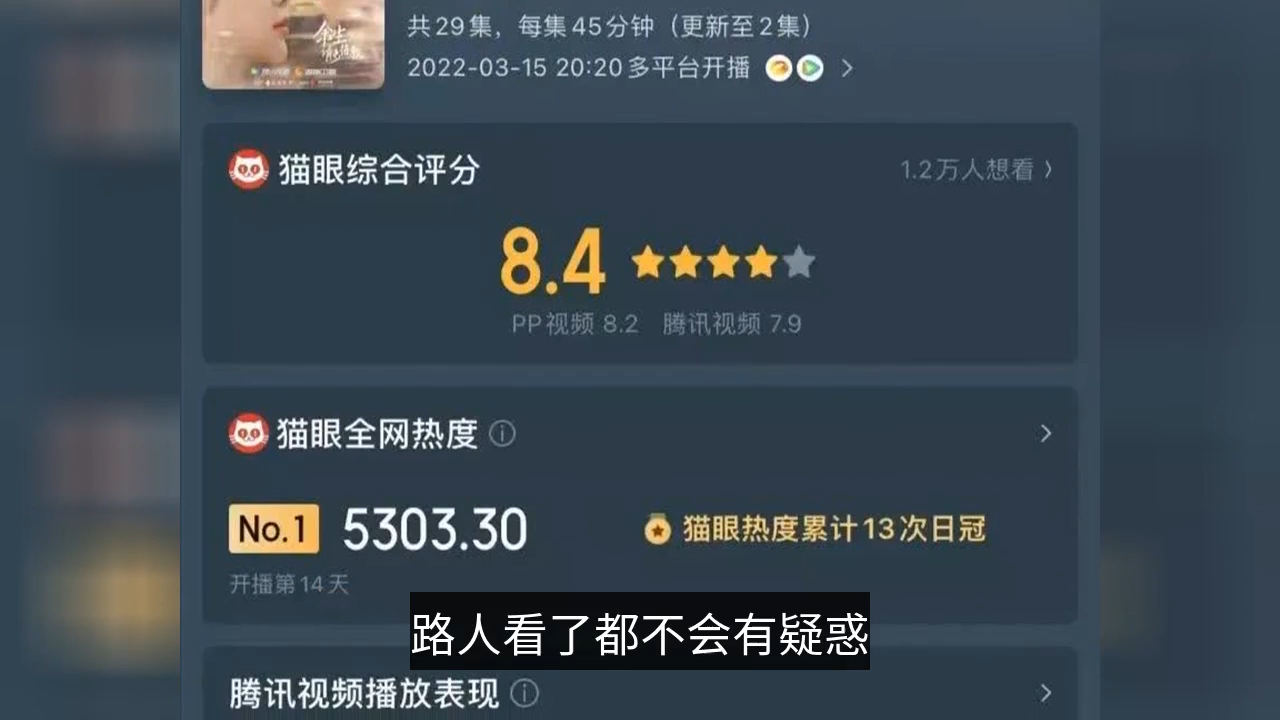 余生
共29集，每集45分钟（更新至2集）
2022-03-15 20:20多平台开播
猫眼综合评分
1.2万人想看
8.4
PP视频 8.2 腾讯视频 7.9
猫眼全网热度
No.1 5303.30
猫眼热度累计13次日冠
开播第14天
路人看了都不会有疑惑
腾讯视频播放表现